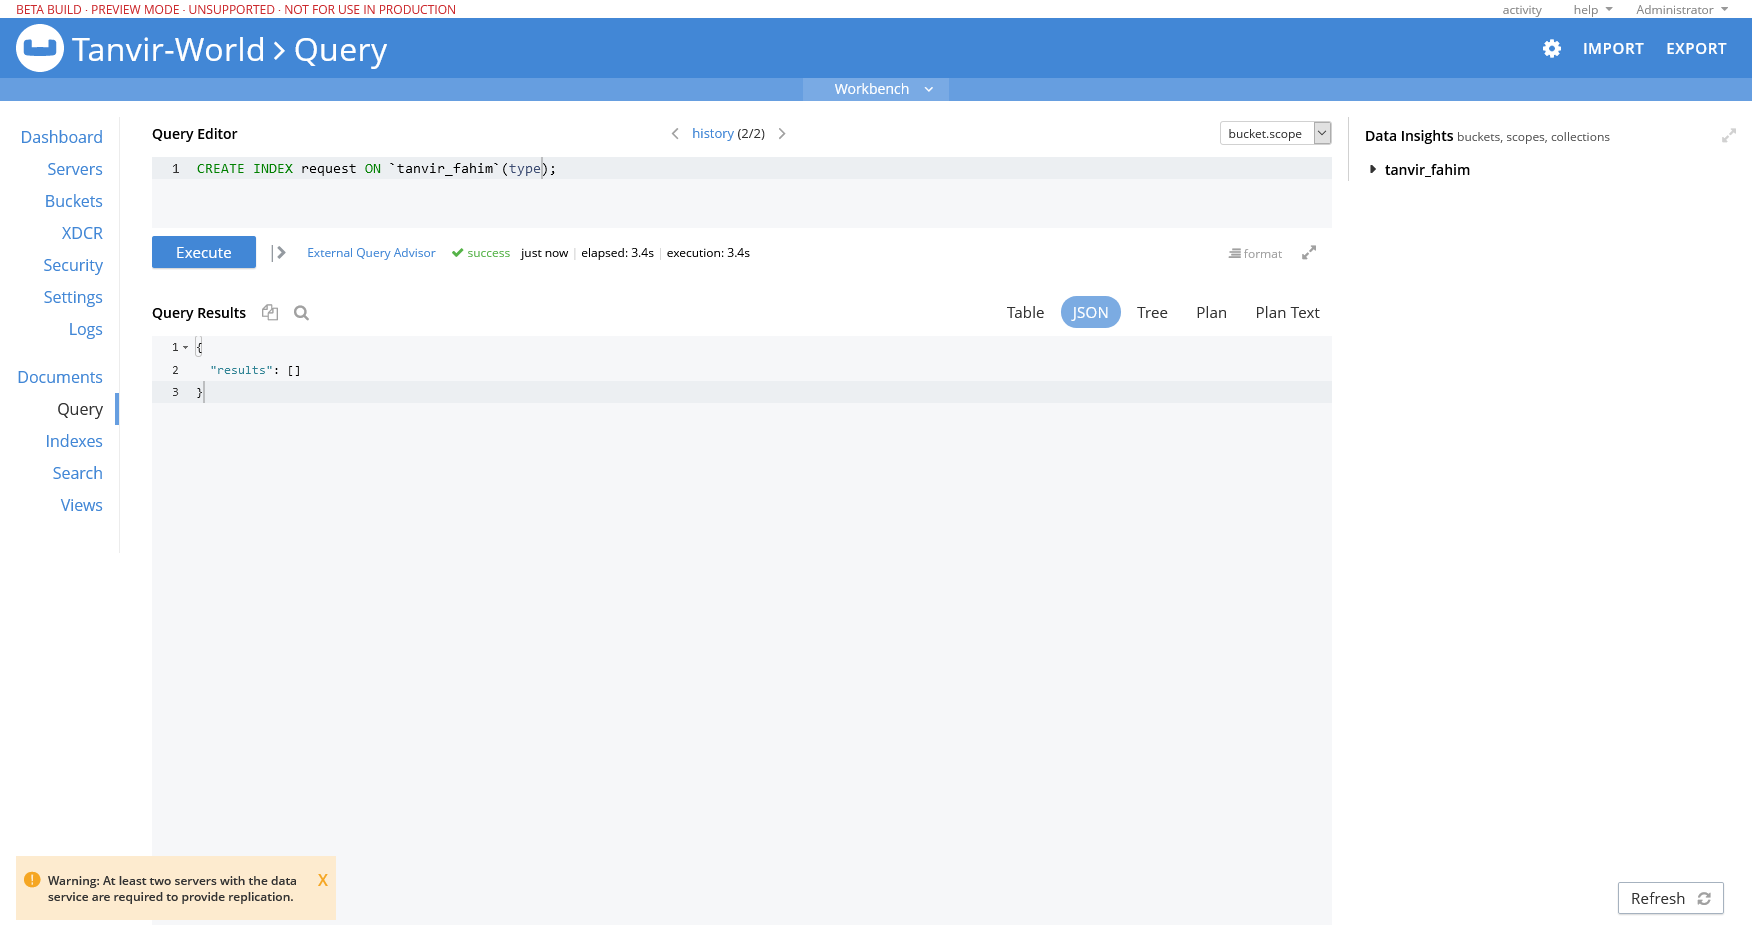 BETA BUILD · PREVIEW MODE · UNSUPPORTED · NOT FOR USE IN PRODUCTION
activity help Administrator
Tanvir-World > Query
IMPORT EXPORT
Workbench
Dashboard
Servers
Buckets
XDCR
Security
Settings
Logs
Documents
Query
Indexes
Search
Views
Query Editor
history (2/2)
bucket.scope
1 CREATE INDEX request ON `tanvir_fahim`(type);
Execute
External Query Advisor
success just now elapsed: 3.4s execution: 3.4s
format
Query Results
Table JSON Tree Plan Plan Text
1 {
2 "results": []
3 }
Data Insights buckets, scopes, collections
tanvir_fahim
Warning: At least two servers with the data
service are required to provide replication.
X
Refresh